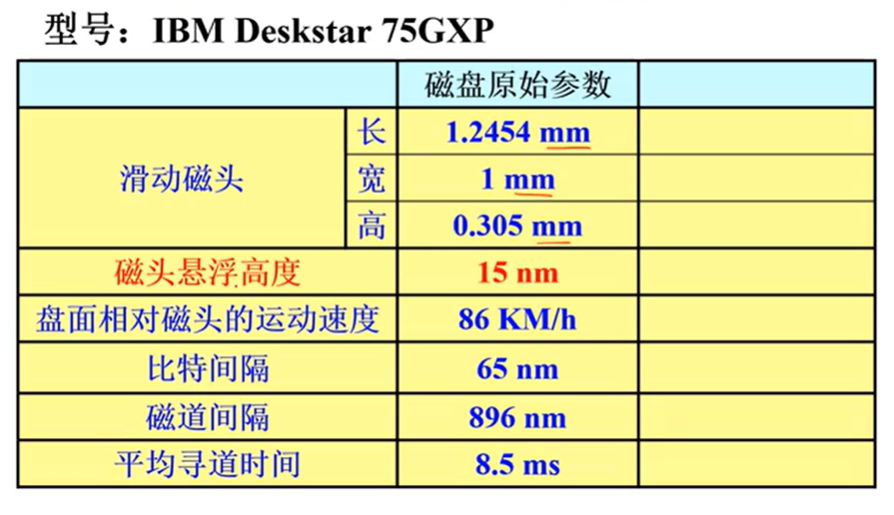 型号：IBM Deskstar 75GXP
磁盘原始参数
滑动磁头
长 1.2454 mm
宽 1 mm
高 0.305 mm
磁头悬浮高度 15 nm
盘面相对磁头的运动速度 86 KM/h
比特间隔 65 nm
磁道间隔 896 nm
平均寻道时间 8.5 ms